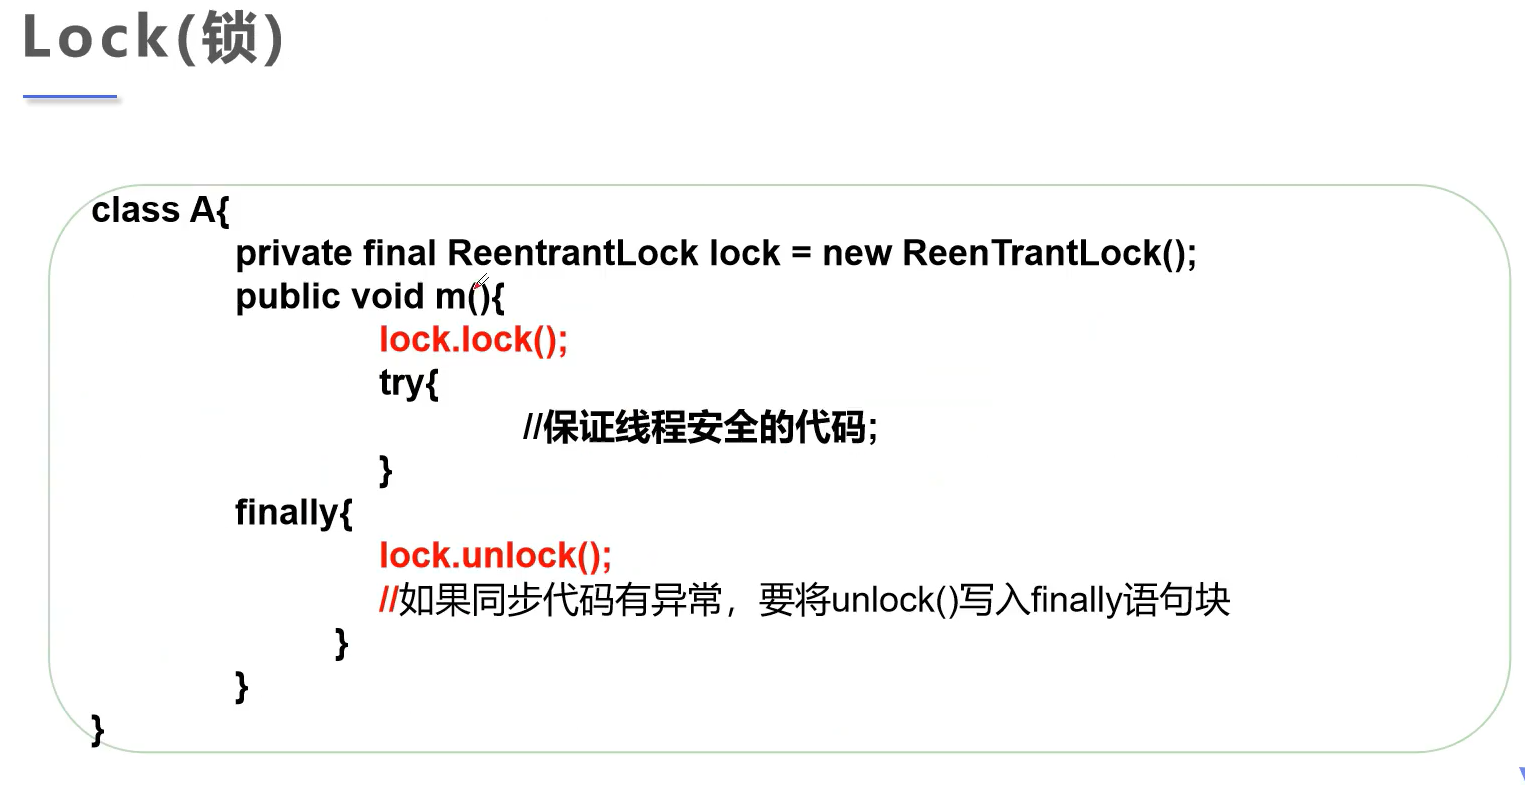 Lock(锁)
class A{
private final ReentrantLock lock = new ReenTrantLock();
public void m(){
lock.lock();
try{
//保证线程安全的代码;
}
finally{
lock.unlock();
//如果同步代码有异常，要将unlock()写入finally语句块
}
}
}